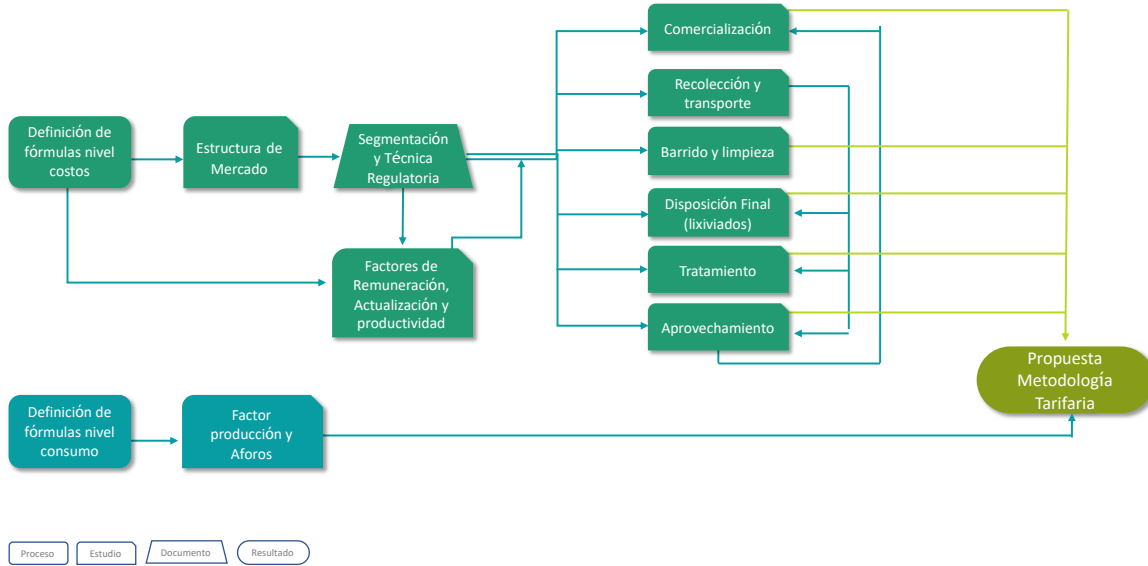 Comercialización
Recolección y
transporte
Definición de
fórmulas nivel
costos
Estructura de
Mercado
Segmentación
y Técnica
Regulatoria
Barrido y limpieza
Disposición Final
(lixiviados)
Factores de
Remuneración,
Actualización y
productividad
Tratamiento
Aprovechamiento
Propuesta
Metodología
Tarifaria
Definición de
fórmulas nivel
consumo
Factor
producción y
Aforos
Proceso
Estudio
Documento
Resultado